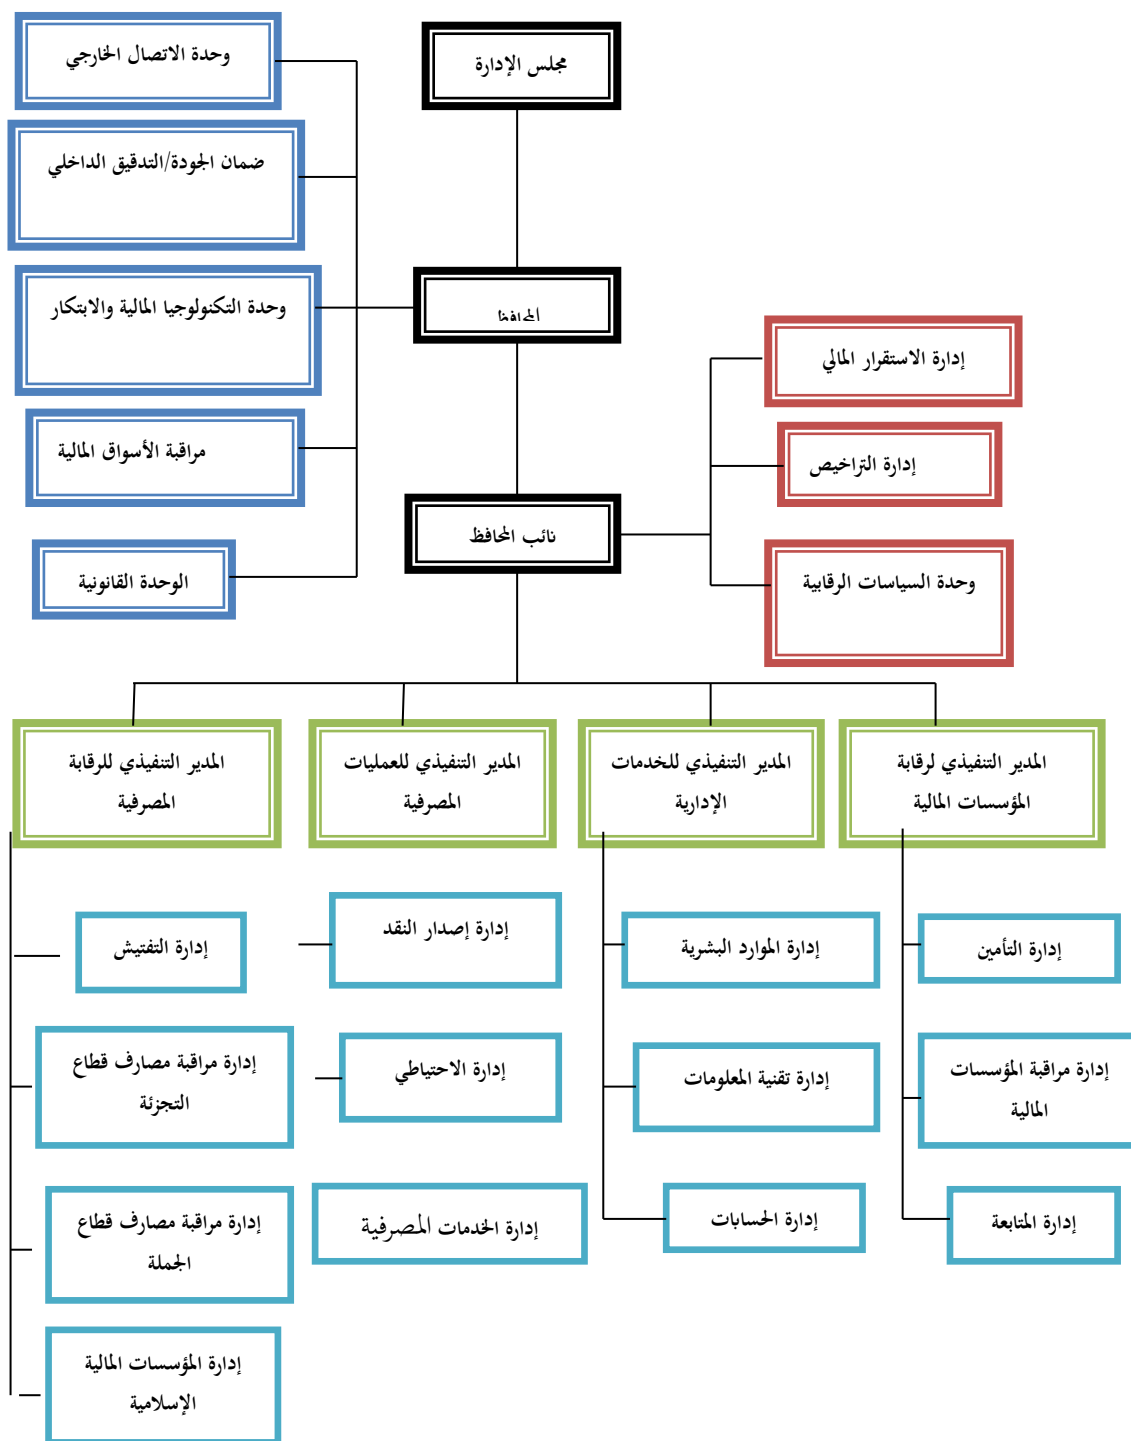 مجلس الإدارة
وحدة الاتصال الخارجي
ضمان الجودة/التدقيق الداخلي
وحدة التكنولوجيا المالية والابتكار
المحافظ
مراقبة الأسواق المالية
الوحدة القانونية
إدارة الاستقرار المالي
إدارة التراخيص
نائب المحافظ
وحدة السياسات الرقابية
المدير التنفيذي لرقابة
المؤسسات المالية
المدير التنفيذي للخدمات
الإدارية
المدير التنفيذي للعمليات
المصرفية
المدير التنفيذي للرقابة
المصرفية
إدارة التأمين
إدارة مراقبة المؤسسات
المالية
إدارة المتابعة
إدارة الموارد البشرية
إدارة تقنية المعلومات
إدارة الحسابات
إدارة إصدار النقد
إدارة الاحتياطي
إدارة الخدمات المصرفية
إدارة التفتيش
إدارة مراقبة مصارف قطاع
التجزئة
إدارة مراقبة مصارف قطاع
الجملة
إدارة المؤسسات المالية
الإسلامية